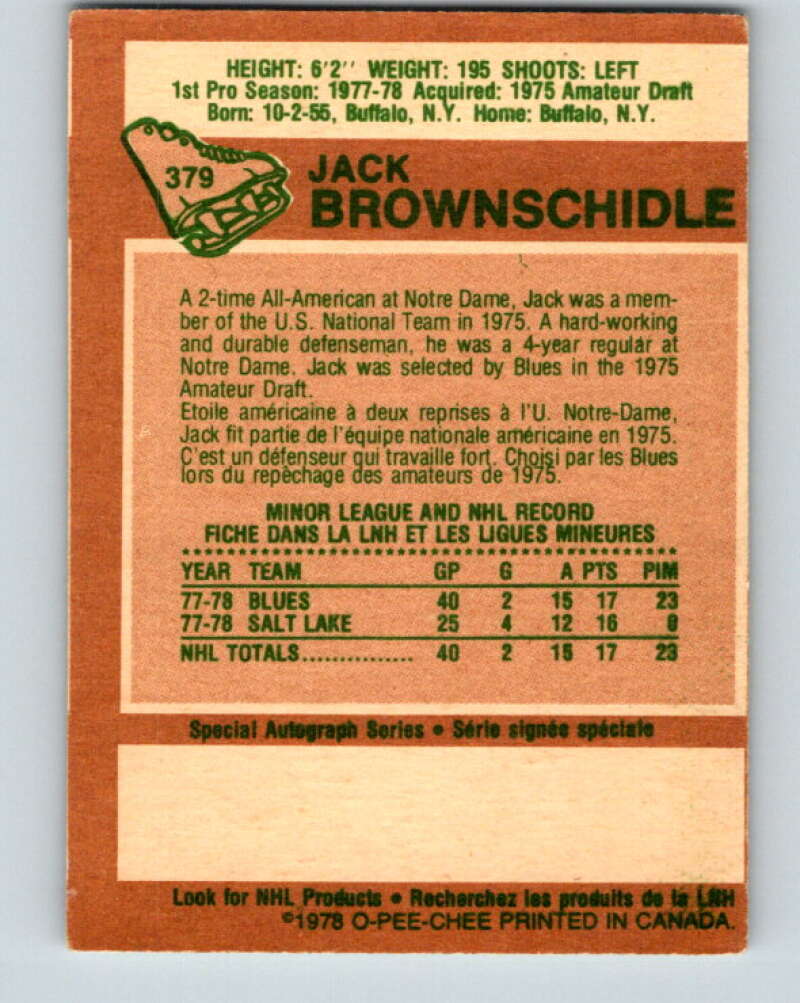 HEIGHT: 6'2'' WEIGHT: 195 SHOOTS: LEFT
1st Pro Season: 1977-78 Acquired: 1975 Amateur Draft
Born: 10-2-55, Buffalo, N.Y. Home: Buffalo, N.Y.
379
JACK
BROWNSCHIDLE
A 2-time All-American at Notre Dame, Jack was a mem-
ber of the U.S. National Team in 1975. A hard-working
and durable defenseman, he was a 4-year regular at
Notre Dame. Jack was selected by Blues in the 1975
Amateur Draft.
Etoile américaine à deux reprises à l'U. Notre-Dame,
Jack fit partie de l'équipe nationale américaine en 1975.
C'est un défenseur qui travaille fort. Choisi par les Blues
lors du repêchage des amateurs de 1975.
MINOR LEAGUE AND NHL RECORD
FICHE DANS LA LNH ET LES LIGUES MINEURES
YEAR TEAM GP G A PTS PIM
77-78 BLUES 40 2 15 17 23
77-78 SALT LAKE 25 4 12 16 0
NHL TOTALS............... 40 2 15 17 23
Special Autograph Series • Série signée spéciale
Look for NHL Products • Recherchez les produits de la LNH
©1978 O-PEE-CHEE PRINTED IN CANADA.